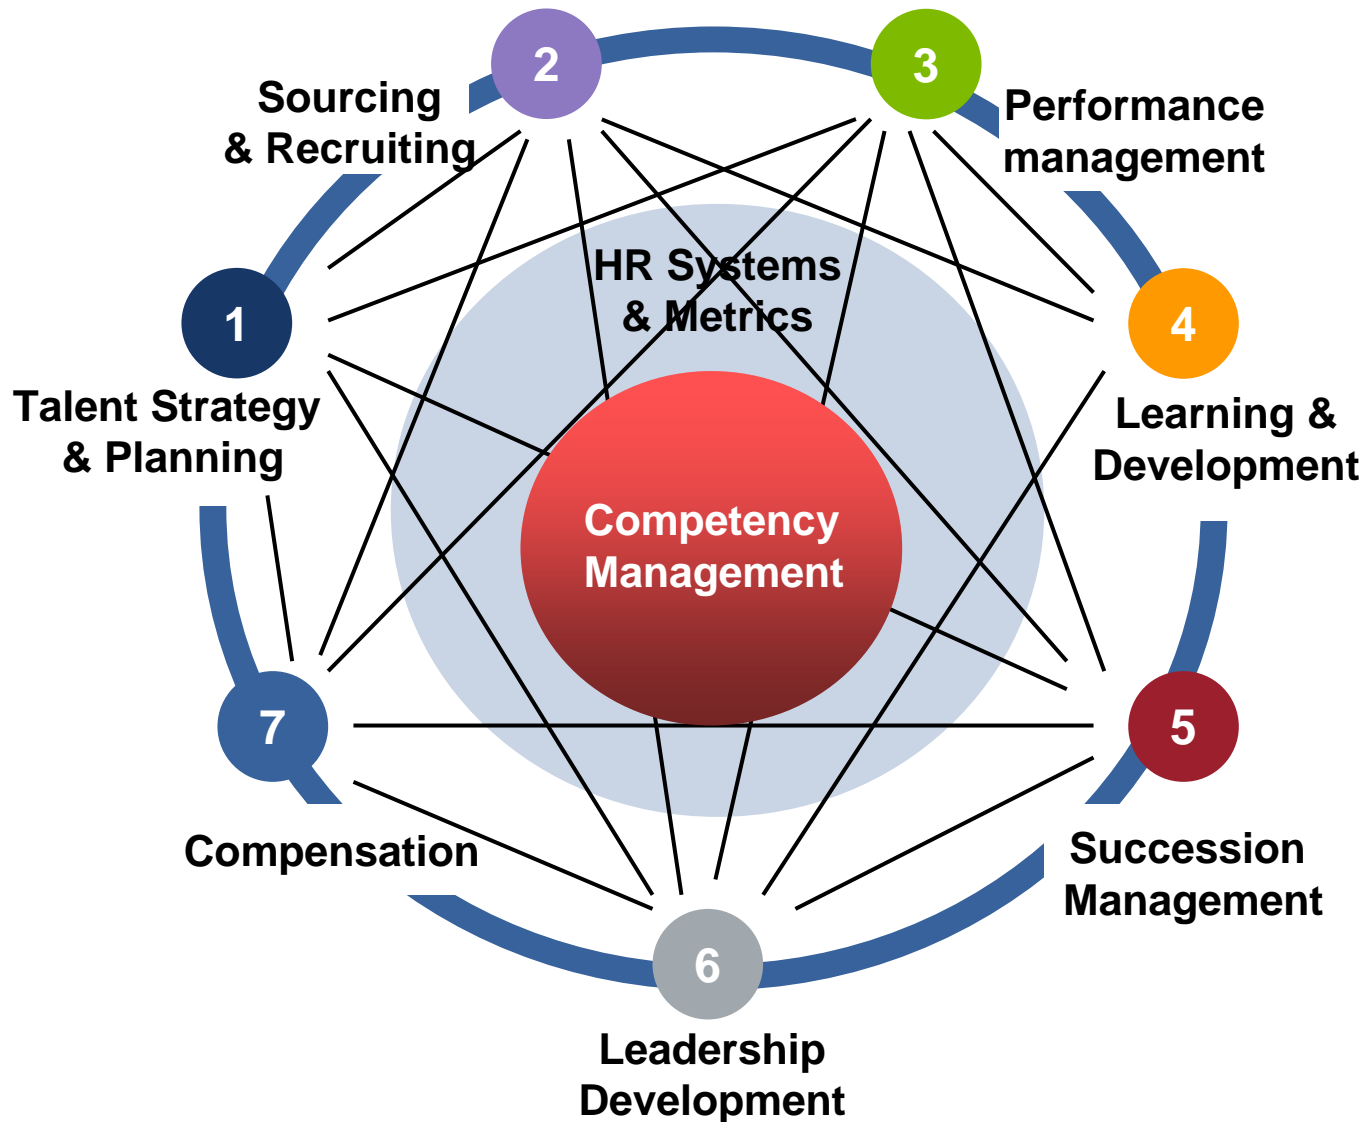 2
3
Sourcing
& Recruiting
Performance
management
HR Systems
& Metrics
1
4
Talent Strategy
& Planning
Learning &
Development
Competency
Management
7
5
Compensation
Succession
Management
6
Leadership
Development